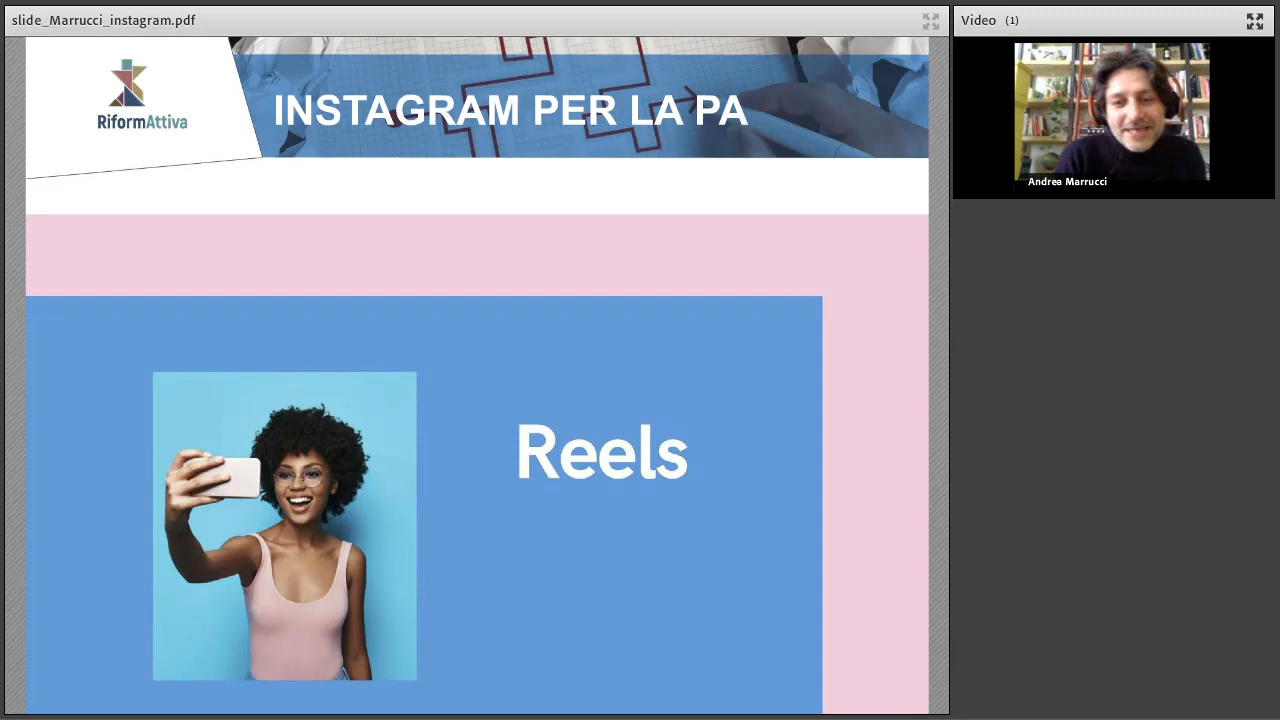 slide_Marrucci_instagram.pdf
Video (1)
RiformAttiva
INSTAGRAM PER LA PA
Andrea Marrucci
Reels